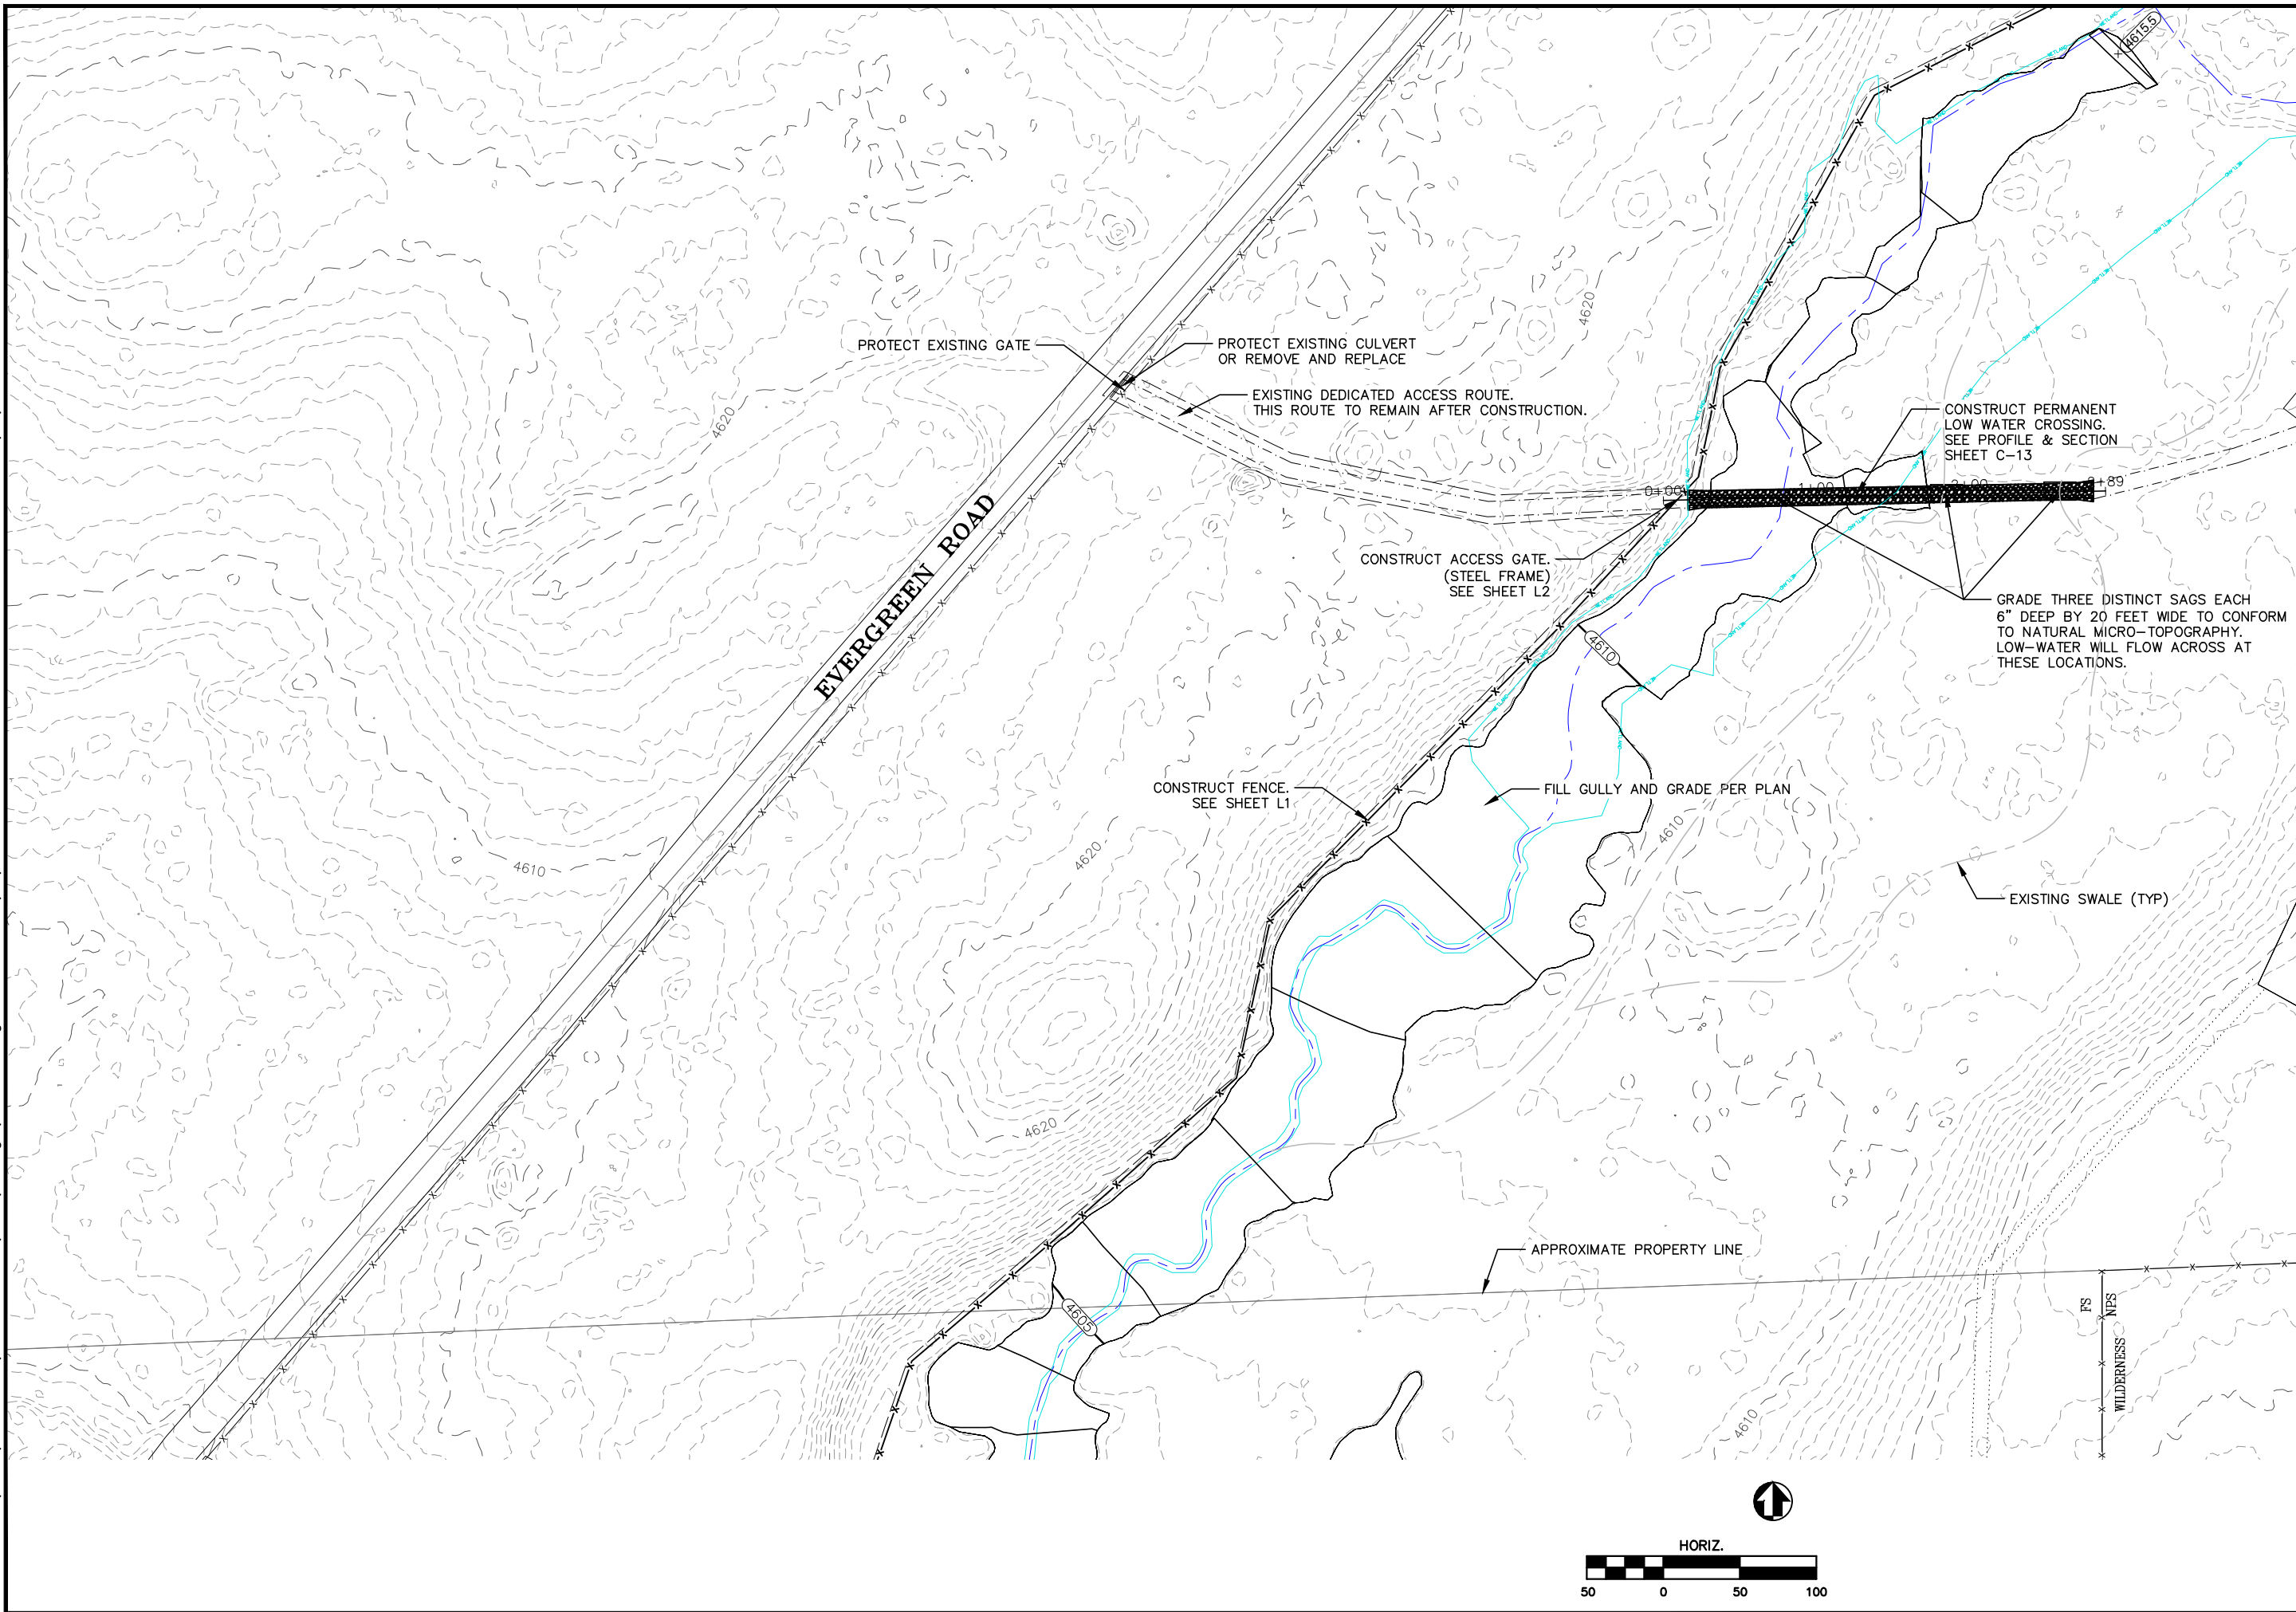 4615.5
4620
PROTECT EXISTING GATE
PROTECT EXISTING CULVERT
OR REMOVE AND REPLACE
EXISTING DEDICATED ACCESS ROUTE.
THIS ROUTE TO REMAIN AFTER CONSTRUCTION.
4620
CONSTRUCT PERMANENT
LOW WATER CROSSING.
SEE PROFILE & SECTION
SHEET C-13
0+00
1+00
2+00
2+89
EVERGREEN ROAD
CONSTRUCT ACCESS GATE.
(STEEL FRAME)
SEE SHEET L2
GRADE THREE DISTINCT SAGS EACH
6" DEEP BY 20 FEET WIDE TO CONFORM
TO NATURAL MICRO-TOPOGRAPHY.
LOW-WATER WILL FLOW ACROSS AT
THESE LOCATIONS.
4610
CONSTRUCT FENCE.
SEE SHEET L1
FILL GULLY AND GRADE PER PLAN
4610
4620
4610
EXISTING SWALE (TYP)
4620
APPROXIMATE PROPERTY LINE
4605
FS
NPS
WILDERNESS
4610
HORIZ.
50 0 50 100